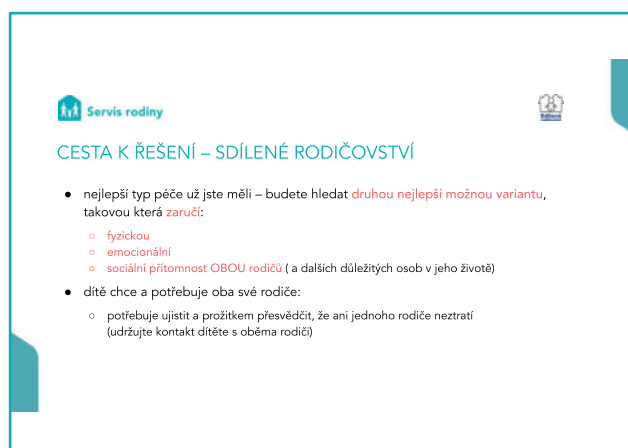 Servis rodiny
CESTA K ŘEŠENÍ – SDÍLENÉ RODIČOVSTVÍ
● nejlepší typ péče už jste měli – budete hledat druhou nejlepší možnou variantu,
takovou která zaručí:
○ fyzickou
○ emocionální
○ sociální přítomnost OBOU rodičů ( a dalších důležitých osob v jeho životě)
● dítě chce a potřebuje oba své rodiče:
○ potřebuje ujistit a prožitkem přesvědčit, že ani jednoho rodiče neztratí
(udržujte kontakt dítěte s oběma rodiči)